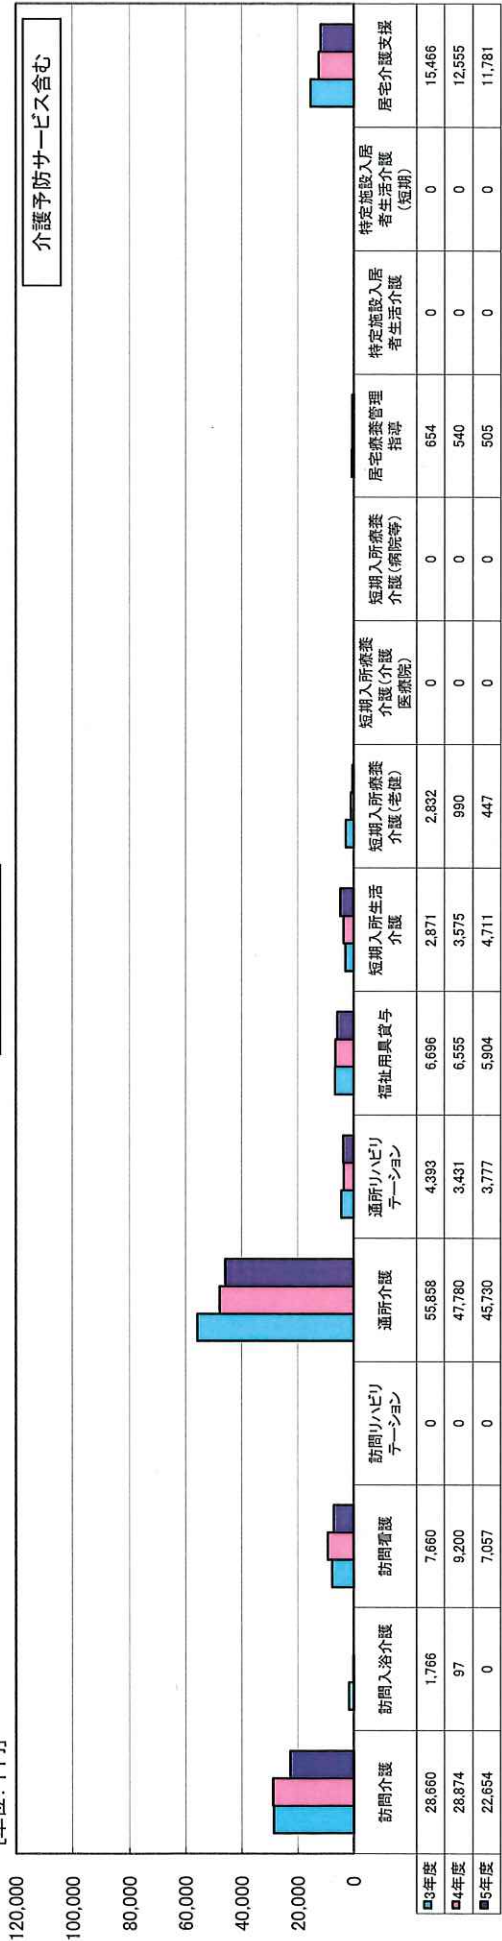 介護予防サービス含む
120,000
100,000
80,000
60,000
40,000
20,000
0
訪問介護 訪問入浴介護 訪問看護 訪問リハビリテーション 通所介護 通所リハビリテーション 福祉用具貸与 短期入所生活介護 短期入所療養介護(老健) 短期入所療養介護(介護医療院) 短期入所療養介護(病院等) 居宅療養管理指導 特定施設入居者生活介護 特定施設入居者生活介護(短期) 居宅介護支援
3年度 28,660 1,766 7,660 0 55,858 4,393 6,696 2,871 2,832 0 0 654 0 0 15,466
4年度 28,874 97 9,200 0 47,780 3,431 6,555 3,575 990 0 0 540 0 0 12,555
5年度 22,654 0 7,057 0 45,730 3,777 5,904 4,711 447 0 0 505 0 0 11,781